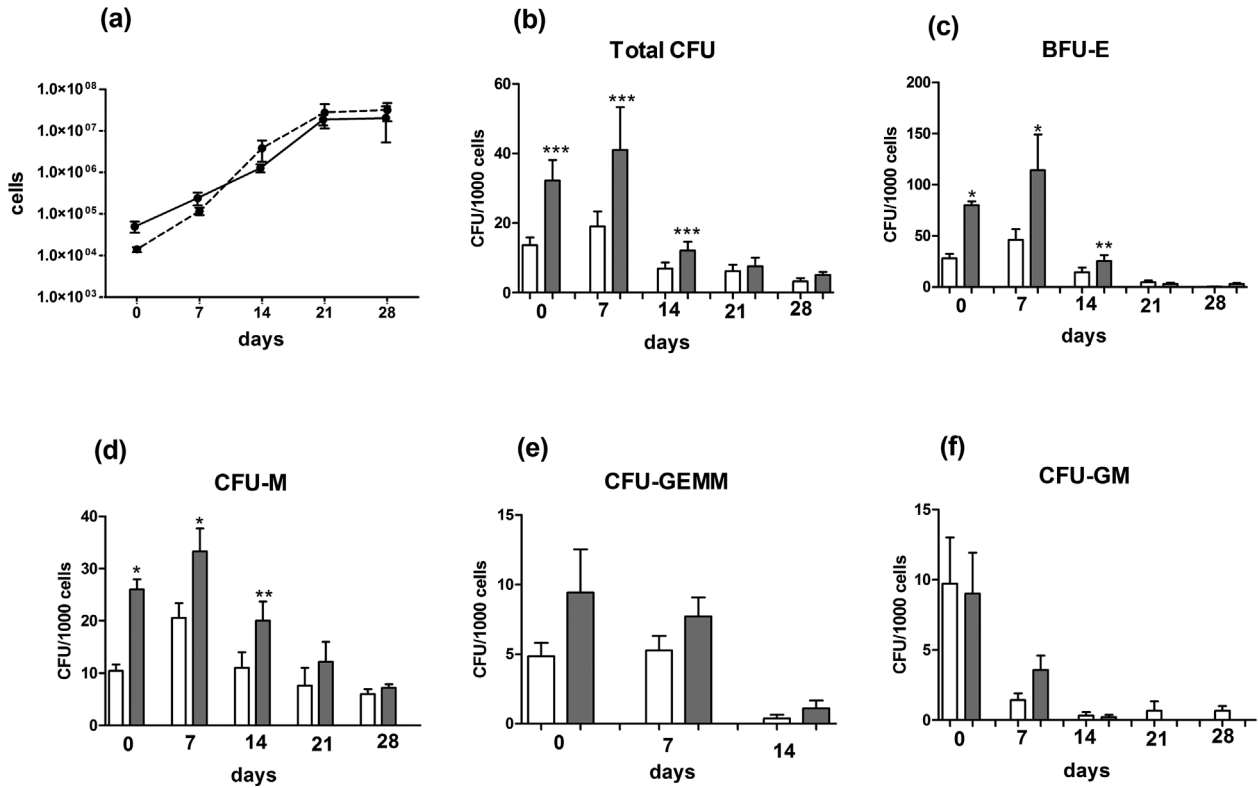 (a)
cells
1.0×10⁰⁸
1.0×10⁰⁷
1.0×10⁰⁶
1.0×10⁰⁵
1.0×10⁰⁴
1.0×10⁰³
0 7 14 21 28
days
(b)
Total CFU
CFU/1000 cells
60
40
20
0
*** *** ***
0 7 14 21 28
days
(c)
BFU-E
CFU/1000 cells
200
150
100
50
0
* * **
0 7 14 21 28
days
(d)
CFU-M
CFU/1000 cells
40
30
20
10
0
* * **
0 7 14 21 28
days
(e)
CFU-GEMM
CFU/1000 cells
15
10
5
0
0 7 14
days
(f)
CFU-GM
CFU/1000 cells
15
10
5
0
0 7 14 21 28
days